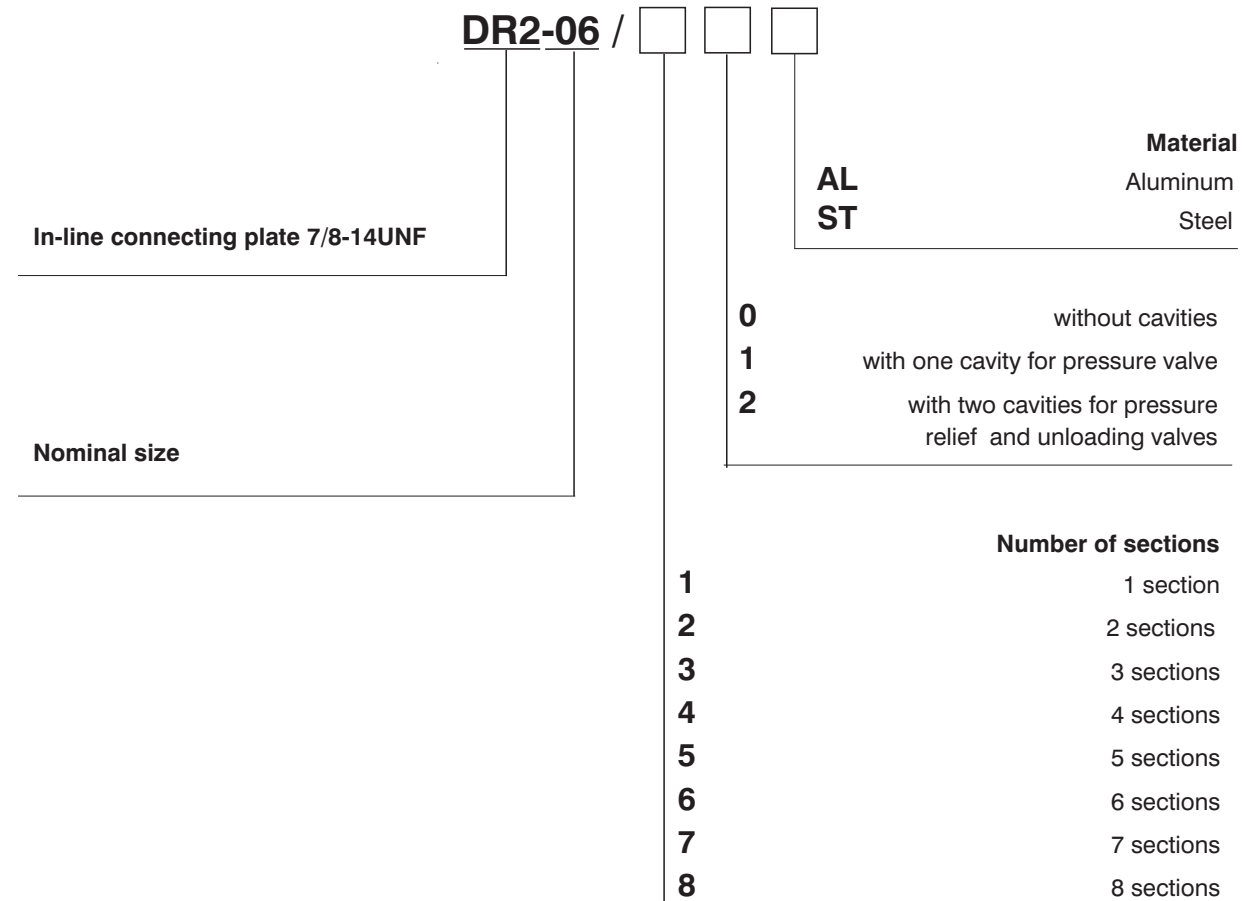 DR2-06 /
Material
AL Aluminum
ST Steel
In-line connecting plate 7/8-14UNF
0 without cavities
1 with one cavity for pressure valve
2 with two cavities for pressure
relief and unloading valves
Nominal size
Number of sections
1 1 section
2 2 sections
3 3 sections
4 4 sections
5 5 sections
6 6 sections
7 7 sections
8 8 sections